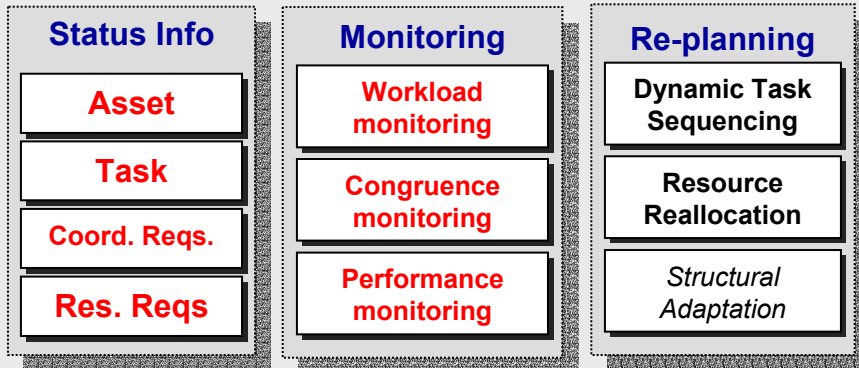 Status Info
Asset
Task
Coord. Reqs.
Res. Reqs
Monitoring
Workload
monitoring
Congruence
monitoring
Performance
monitoring
Re-planning
Dynamic Task
Sequencing
Resource
Reallocation
Structural
Adaptation